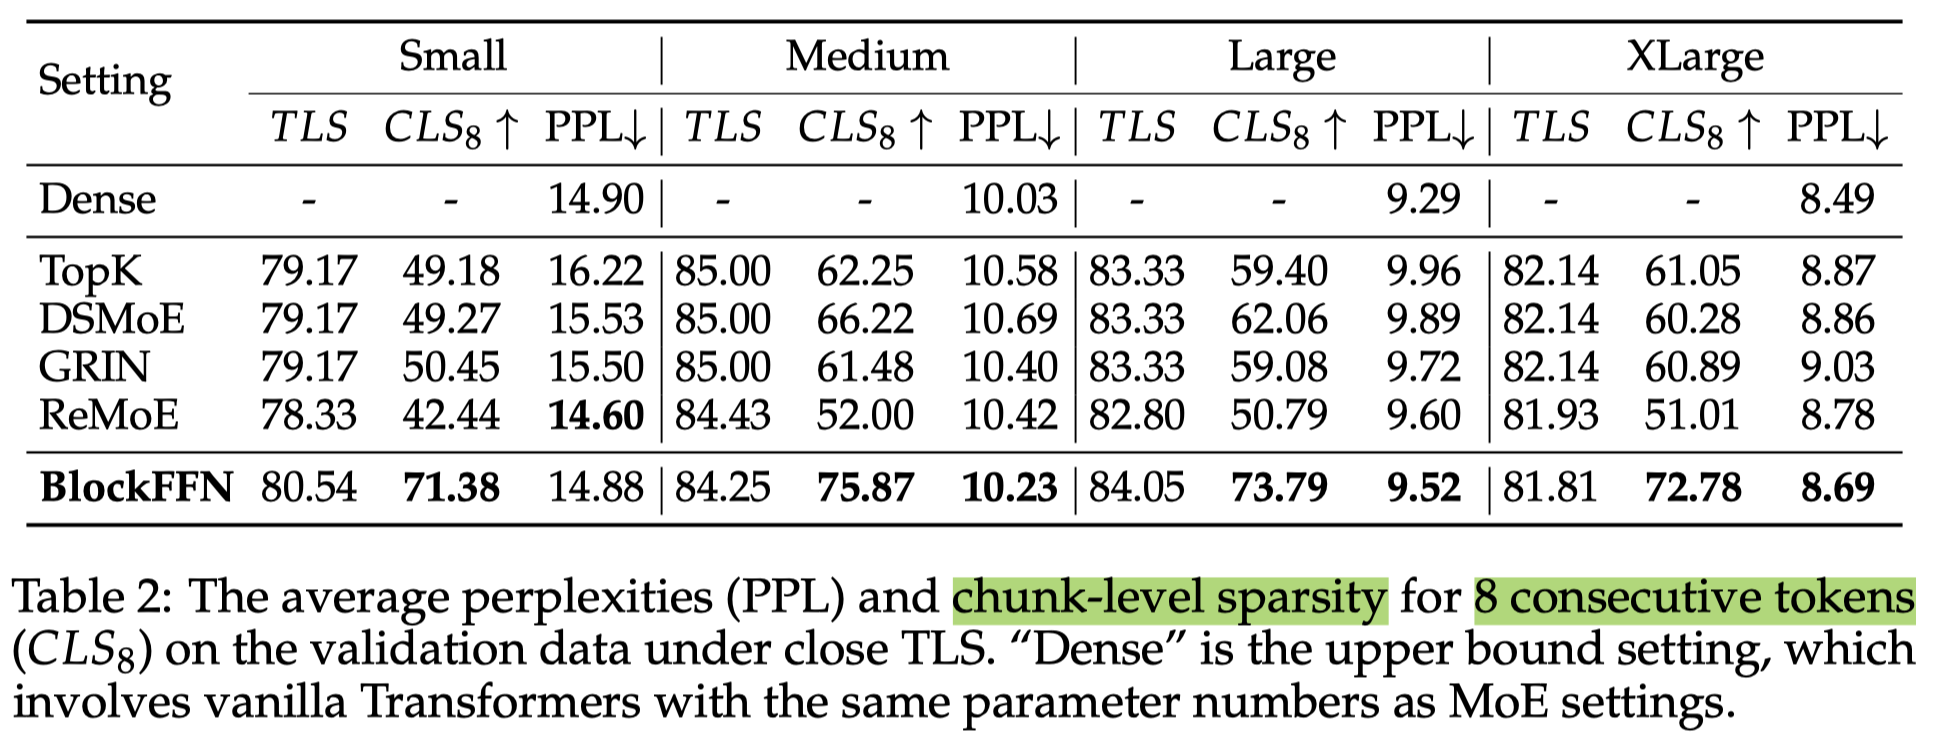 Setting Small | Medium | Large | XLarge
TLS CLS₈ ↑ PPL↓ | TLS CLS₈ ↑ PPL↓ | TLS CLS₈ ↑ PPL↓ | TLS CLS₈ ↑ PPL↓
Dense - - 14.90 | - - 10.03 | - - 9.29 | - - 8.49
TopK 79.17 49.18 16.22 | 85.00 62.25 10.58 | 83.33 59.40 9.96 | 82.14 61.05 8.87
DSMoE 79.17 49.27 15.53 | 85.00 66.22 10.69 | 83.33 62.06 9.89 | 82.14 60.28 8.86
GRIN 79.17 50.45 15.50 | 85.00 61.48 10.40 | 83.33 59.08 9.72 | 82.14 60.89 9.03
ReMoE 78.33 42.44 14.60 | 84.43 52.00 10.42 | 82.80 50.79 9.60 | 81.93 51.01 8.78
BlockFFN 80.54 71.38 14.88 | 84.25 75.87 10.23 | 84.05 73.79 9.52 | 81.81 72.78 8.69
Table 2: The average perplexities (PPL) and chunk-level sparsity for 8 consecutive tokens
(CLS₈) on the validation data under close TLS. “Dense” is the upper bound setting, which
involves vanilla Transformers with the same parameter numbers as MoE settings.